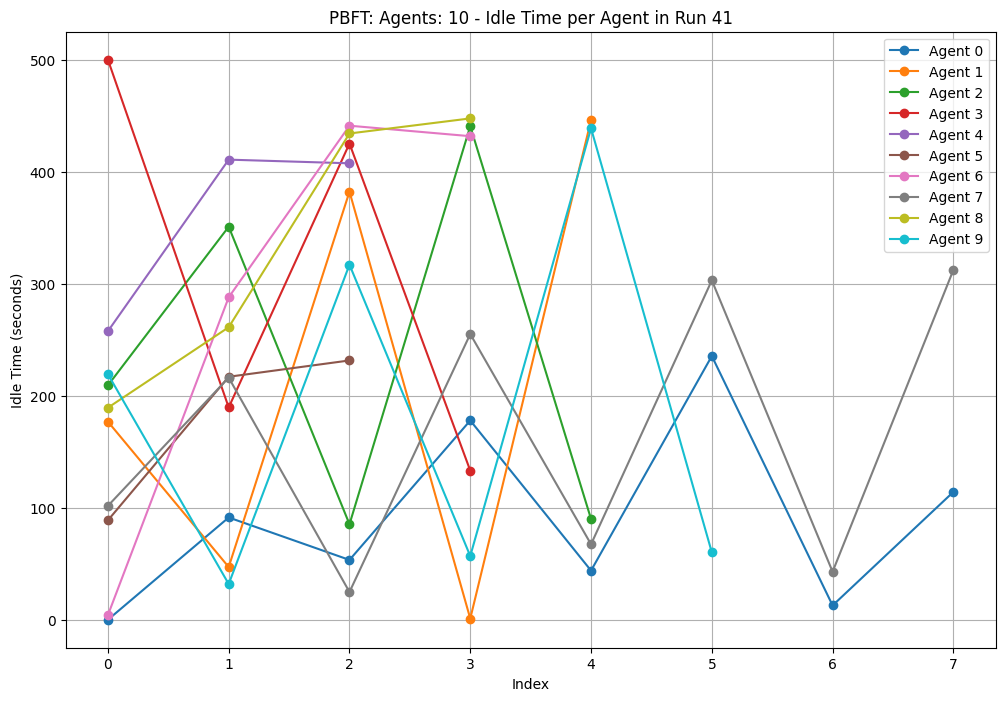 PBFT: Agents: 10 - Idle Time per Agent in Run 41
Idle Time (seconds)
500
400
300
200
100
0
0 1 2 3 4 5 6 7
Index
Agent 0
Agent 1
Agent 2
Agent 3
Agent 4
Agent 5
Agent 6
Agent 7
Agent 8
Agent 9